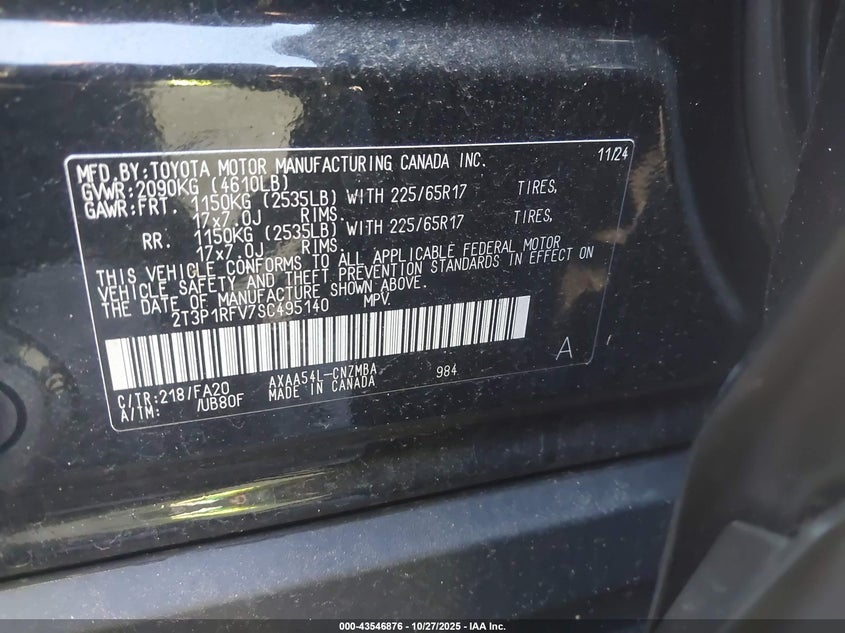 MFD.BY:TOYOTA MOTOR MANUFACTURING CANADA INC. 11/24
GVWR:2090KG (4610LB)
GAWR:FRT. 1150KG (2535LB) WITH 225/65R17 TIRES,
17x7.0J RIMS.
RR. 1150KG (2535LB) WITH 225/65R17 TIRES,
17x7.0J RIMS.
THIS VEHICLE CONFORMS TO ALL APPLICABLE FEDERAL MOTOR
VEHICLE SAFETY AND THEFT PREVENTION STANDARDS IN EFFECT ON
THE DATE OF MANUFACTURE SHOWN ABOVE.
2T3P1RFV7SC495140 MPV.
A
C/TR:218/FA20 AXAA54L-CNZMBA 984
A/TM: /UB80F MADE IN CANADA
000-43546876 - 10/27/2025 - IAA Inc.